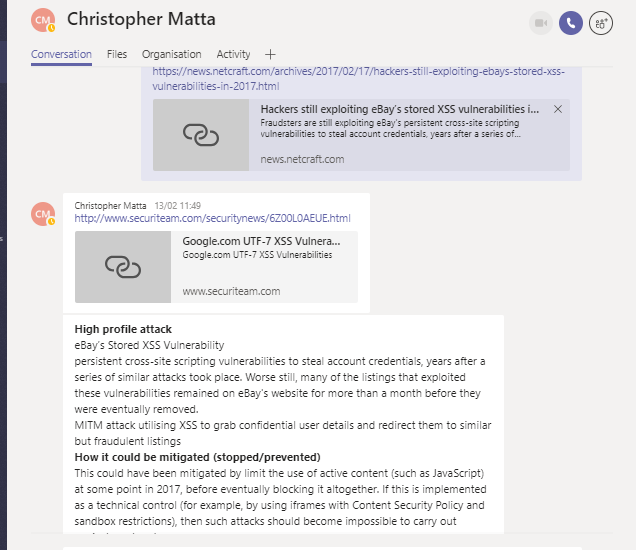 CM
Christopher Matta
Conversation Files Organisation Activity
https://news.netcraft.com/archives/2017/02/17/hackers-still-exploiting-ebays-stored-xss-
vulnerabilities-in-2017.html
Hackers still exploiting eBay's stored XSS vulnerabilities i...
Fraudsters are still exploiting eBay's persistent cross-site scripting
vulnerabilities to steal account credentials, years after a series of...
news.netcraft.com
CM
Christopher Matta 13/02 11:49
http://www.securiteam.com/securitynews/6Z00L0AEUE.html
Google.com UTF-7 XSS Vulnera...
Google.com UTF-7 XSS Vulnerabilities
www.securiteam.com
High profile attack
eBay's Stored XSS Vulnerability
persistent cross-site scripting vulnerabilities to steal account credentials, years after a
series of similar attacks took place. Worse still, many of the listings that exploited
these vulnerabilities remained on eBay's website for more than a month before they
were eventually removed.
MITM attack utilising XSS to grab confidential user details and redirect them to similar
but fraudulent listings
How it could be mitigated (stopped/prevented)
This could have been mitigated by limit the use of active content (such as JavaScript)
at some point in 2017, before eventually blocking it altogether. If this is implemented
as a technical control (for example, by using iframes with Content Security Policy and
sandbox restrictions), then such attacks should become impossible to carry out